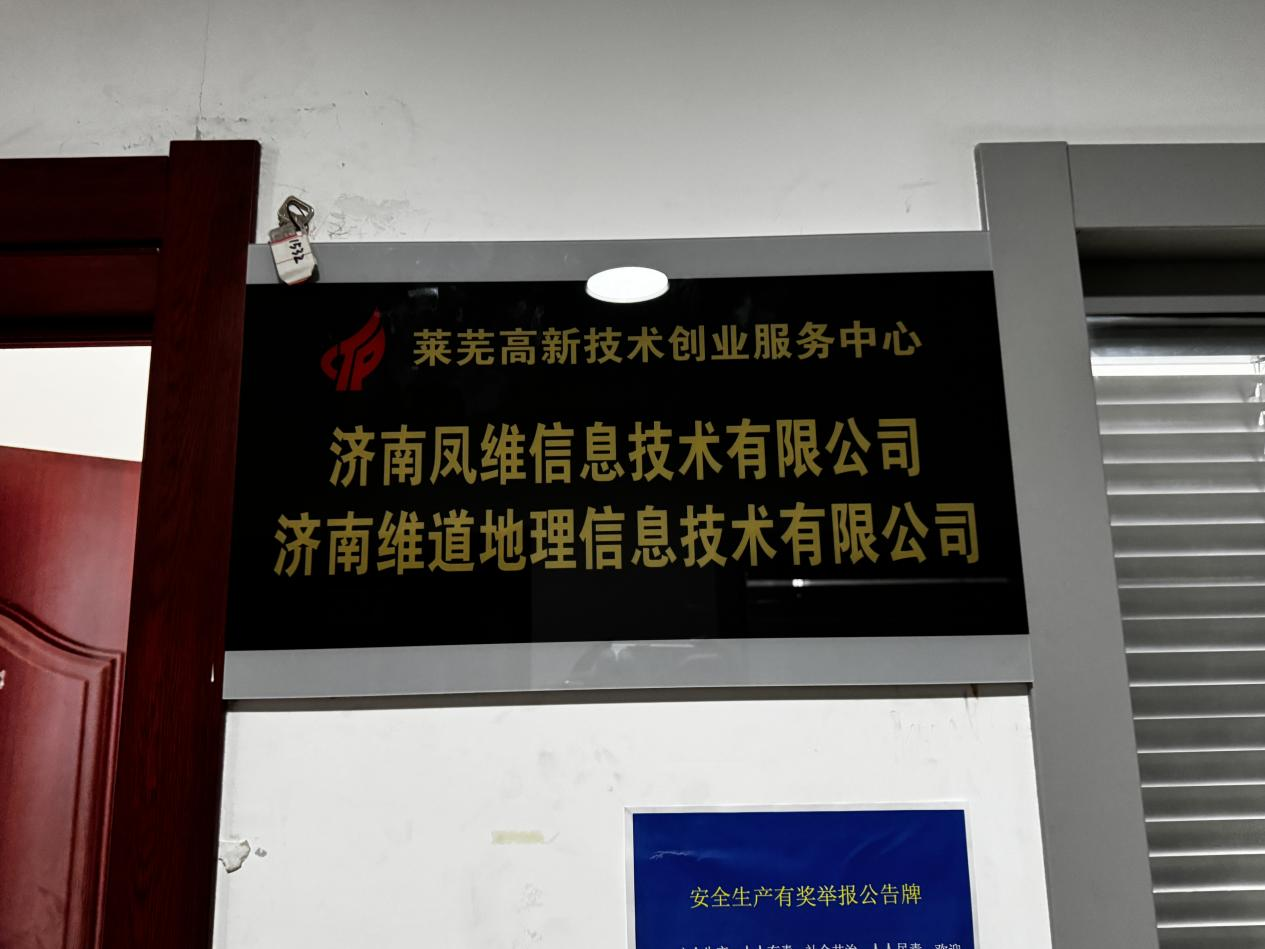 1532
莱芜高新技术创业服务中心
济南凤维信息技术有限公司
济南维道地理信息技术有限公司
安全生产有奖举报公告牌